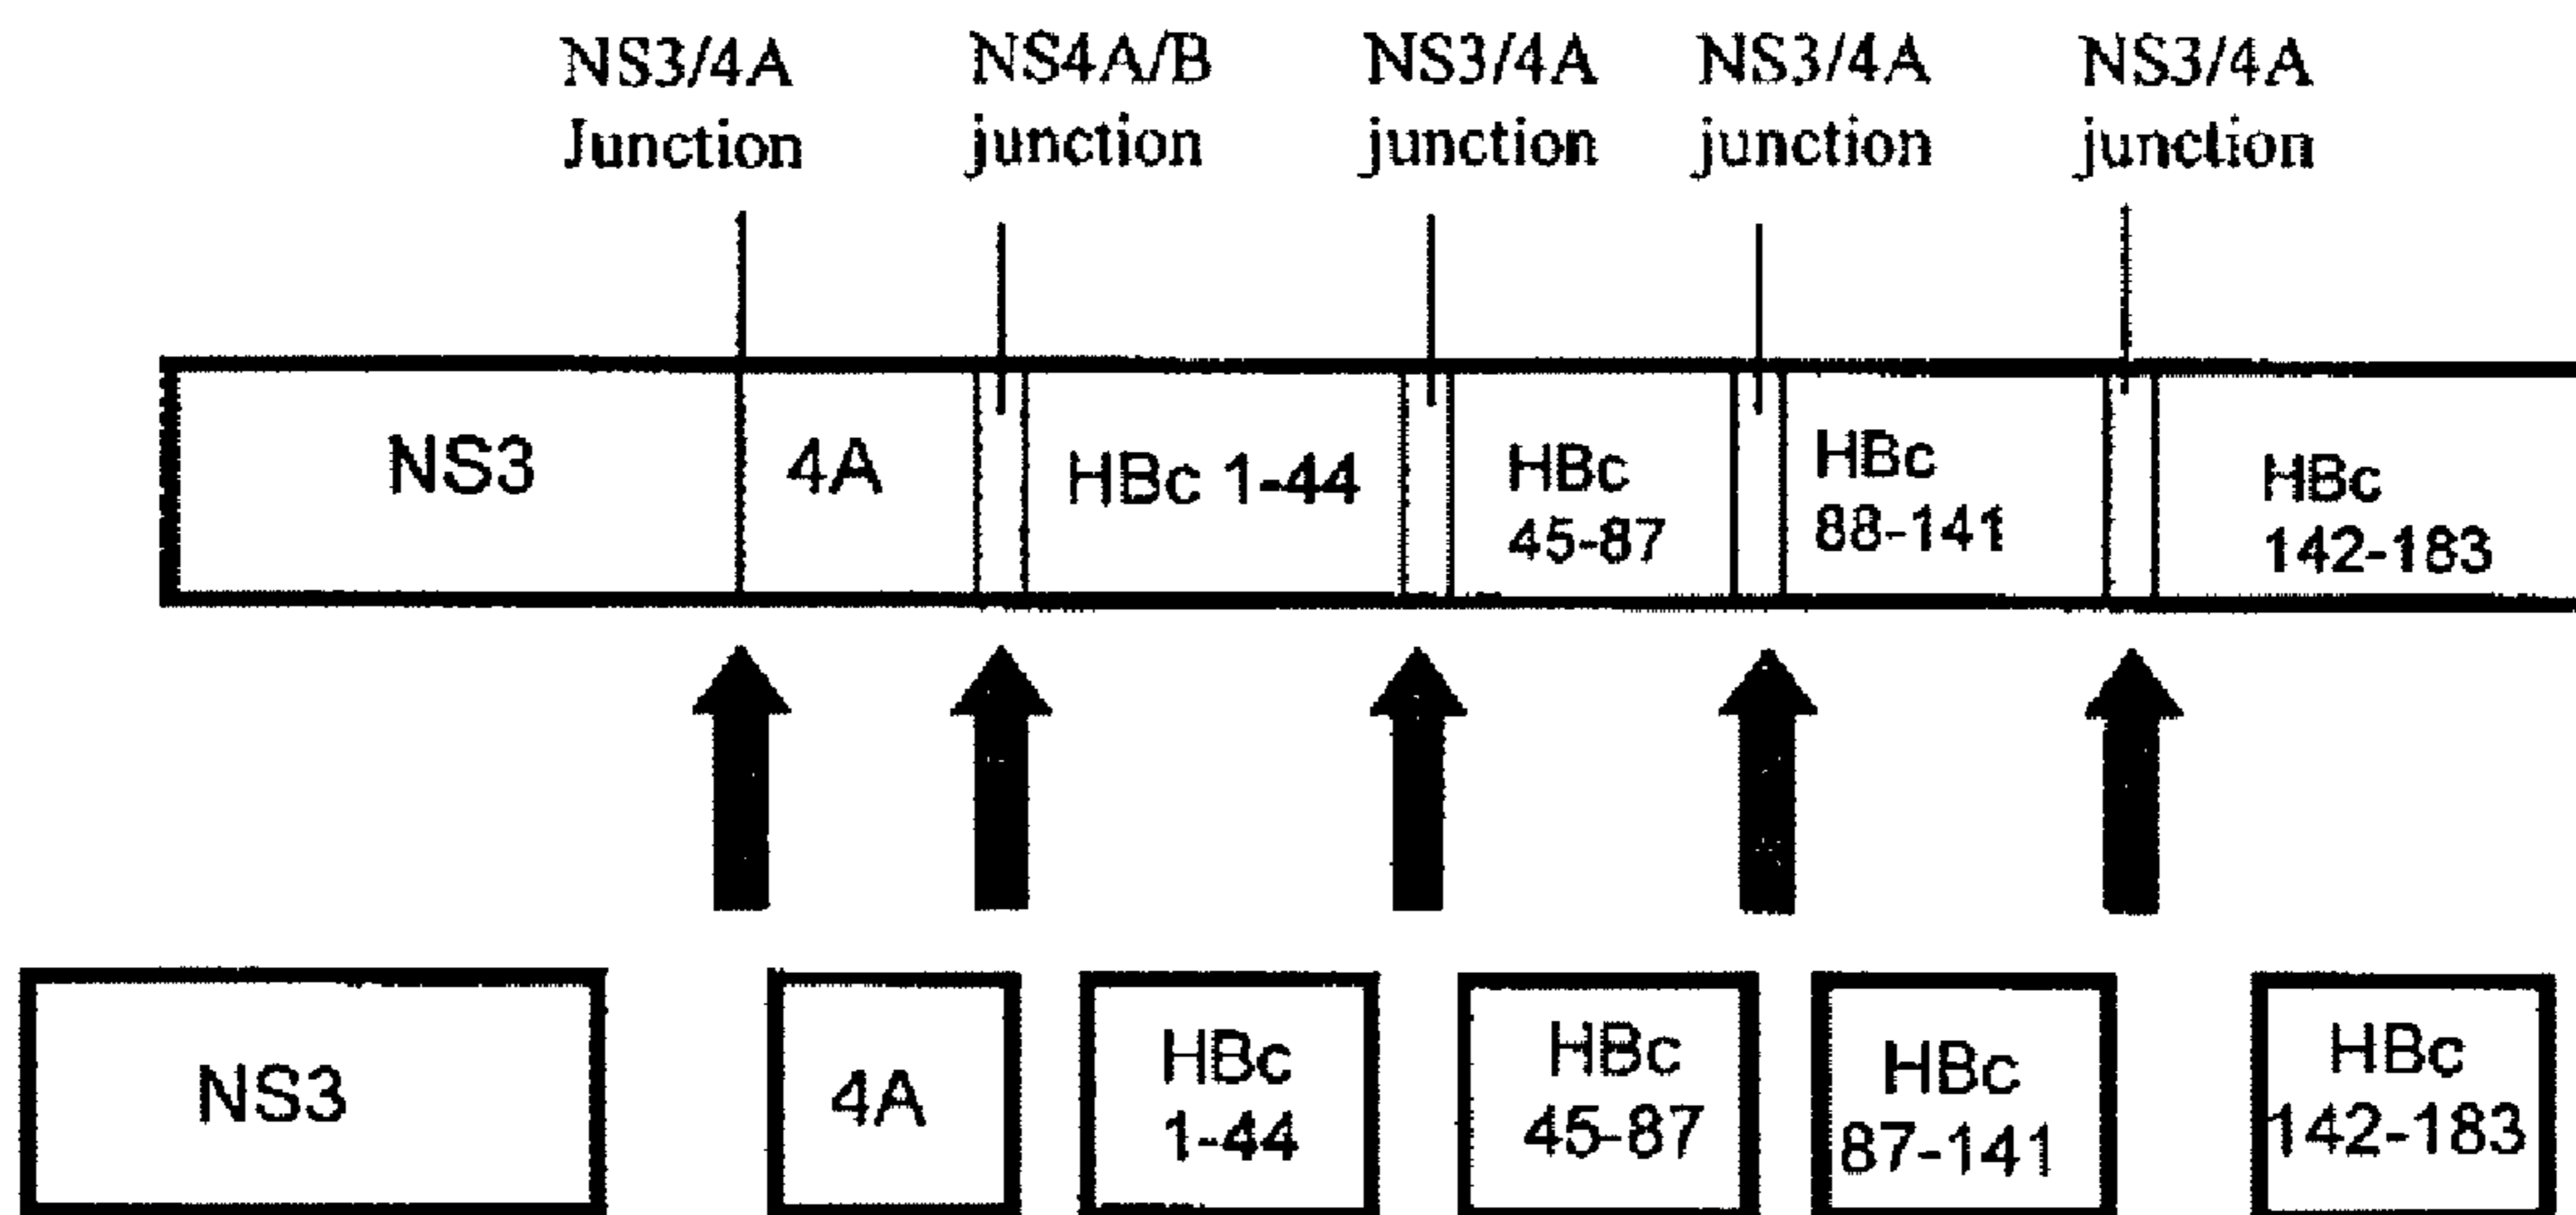 NS3/4A
Junction
NS4A/B
junction
NS3/4A
junction
NS3/4A
junction
NS3/4A
junction
NS3
4A
HBc 1-44
HBc
45-87
HBc
88-141
HBc
142-183
NS3
4A
HBc
1-44
HBc
45-87
HBc
87-141
HBc
142-183